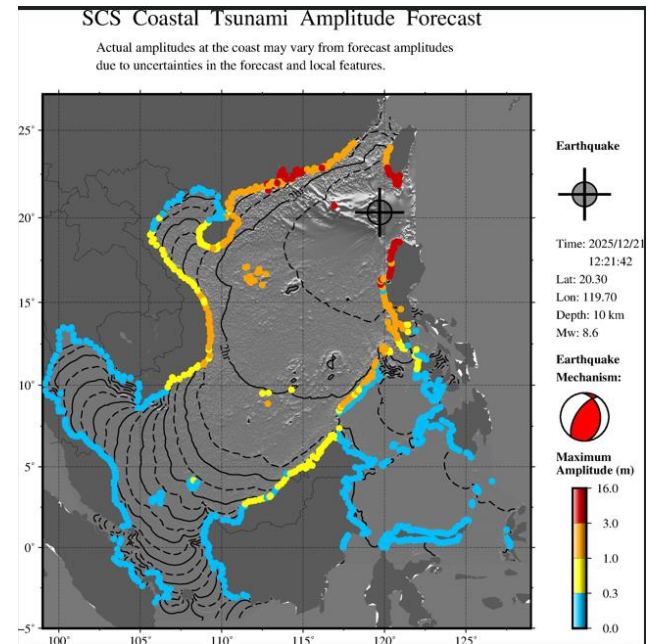 SCS Coastal Tsunami Amplitude Forecast
Actual amplitudes at the coast may vary from forecast amplitudes
due to uncertainties in the forecast and local features.
25°
20°
15°
10°
5°
0°
−5°
100°
105°
110°
115°
120°
125°
Earthquake
Time: 2025/12/21
12:21:42
Lat: 20.30
Lon: 119.70
Depth: 10 km
Mw: 8.6
Earthquake
Mechanism:
Maximum
Amplitude (m)
16.0
3.0
1.0
0.3
0.0